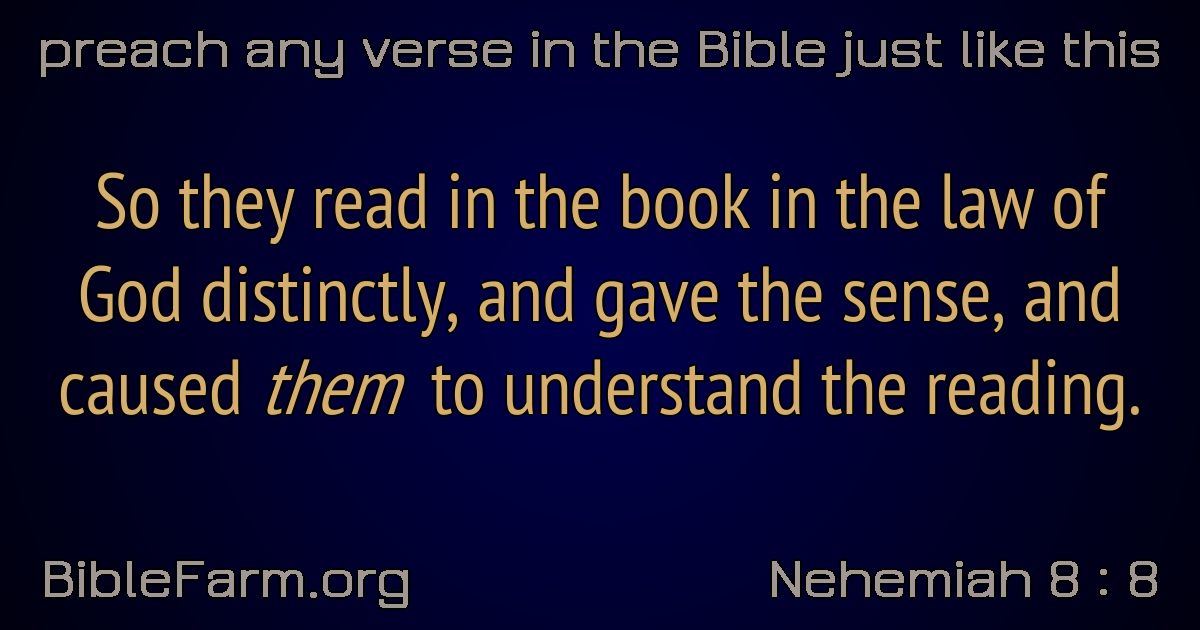 preach any verse in the Bible just like this
So they read in the book in the law of
God distinctly, and gave the sense, and
caused them to understand the reading.
BibleFarm.org
Nehemiah 8 : 8